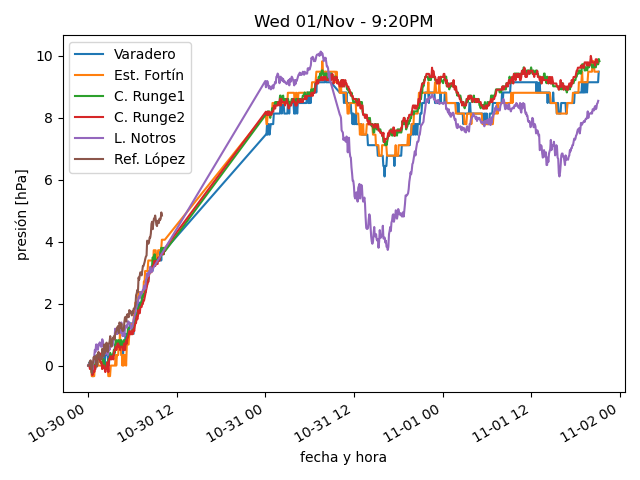 Wed 01/Nov - 9:20PM
Varadero
Est. Fortín
C. Runge1
C. Runge2
L. Notros
Ref. López
presión [hPa]
10
8
6
4
2
0
10-30 00
10-30 12
10-31 00
10-31 12
11-01 00
11-01 12
11-02 00
fecha y hora